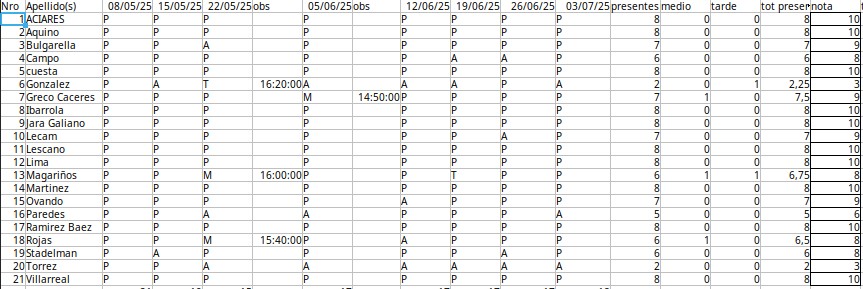 Nro Apellido(s) 08/05/25 15/05/25 22/05/25 obs 05/06/25 obs 12/06/25 19/06/25 26/06/25 03/07/25 presentes medio tarde tot preser nota
1 ACIARES P P P P P P P P 8 0 0 8 10
2 Aquino P P P P P P P P 8 0 0 8 10
3 Bulgarella P P A P P P P P 7 0 0 7 9
4 Campo P P P P P A A P 6 0 0 6 8
5 cuesta P P P P P P P P 8 0 0 8 10
6 Gonzalez P A T 16:20:00 A A A A P 2 0 1 2,25 3
7 Greco Caceres P P P M 14:50:00 P P P P 7 1 0 7,5 9
8 Ibarrola P P P P P P P P 8 0 0 8 10
9 Jara Galiano P P P P P P P P 8 0 0 8 10
10 Lecam P P P P P P A P 7 0 0 7 9
11 Lescano P P P P P P P P 8 0 0 8 10
12 Lima P P P P P P P P 8 0 0 8 10
13 Magariños P P M 16:00:00 P P T P P 6 1 1 6,75 8
14 Martinez P P P P P P P P 8 0 0 8 10
15 Ovando P P P P A P P P 7 0 0 7 9
16 Paredes P P A A P P P A 5 0 0 5 6
17 Ramirez Baez P P P P P P P P 8 0 0 8 10
18 Rojas P P M 15:40:00 P A P P P 6 1 0 6,5 8
19 Stadelman P A P P P P A P 6 0 0 6 8
20 Torrez P P A A A A A A 2 0 0 2 3
21 Villarreal P P P P P P P P 8 0 0 8 10